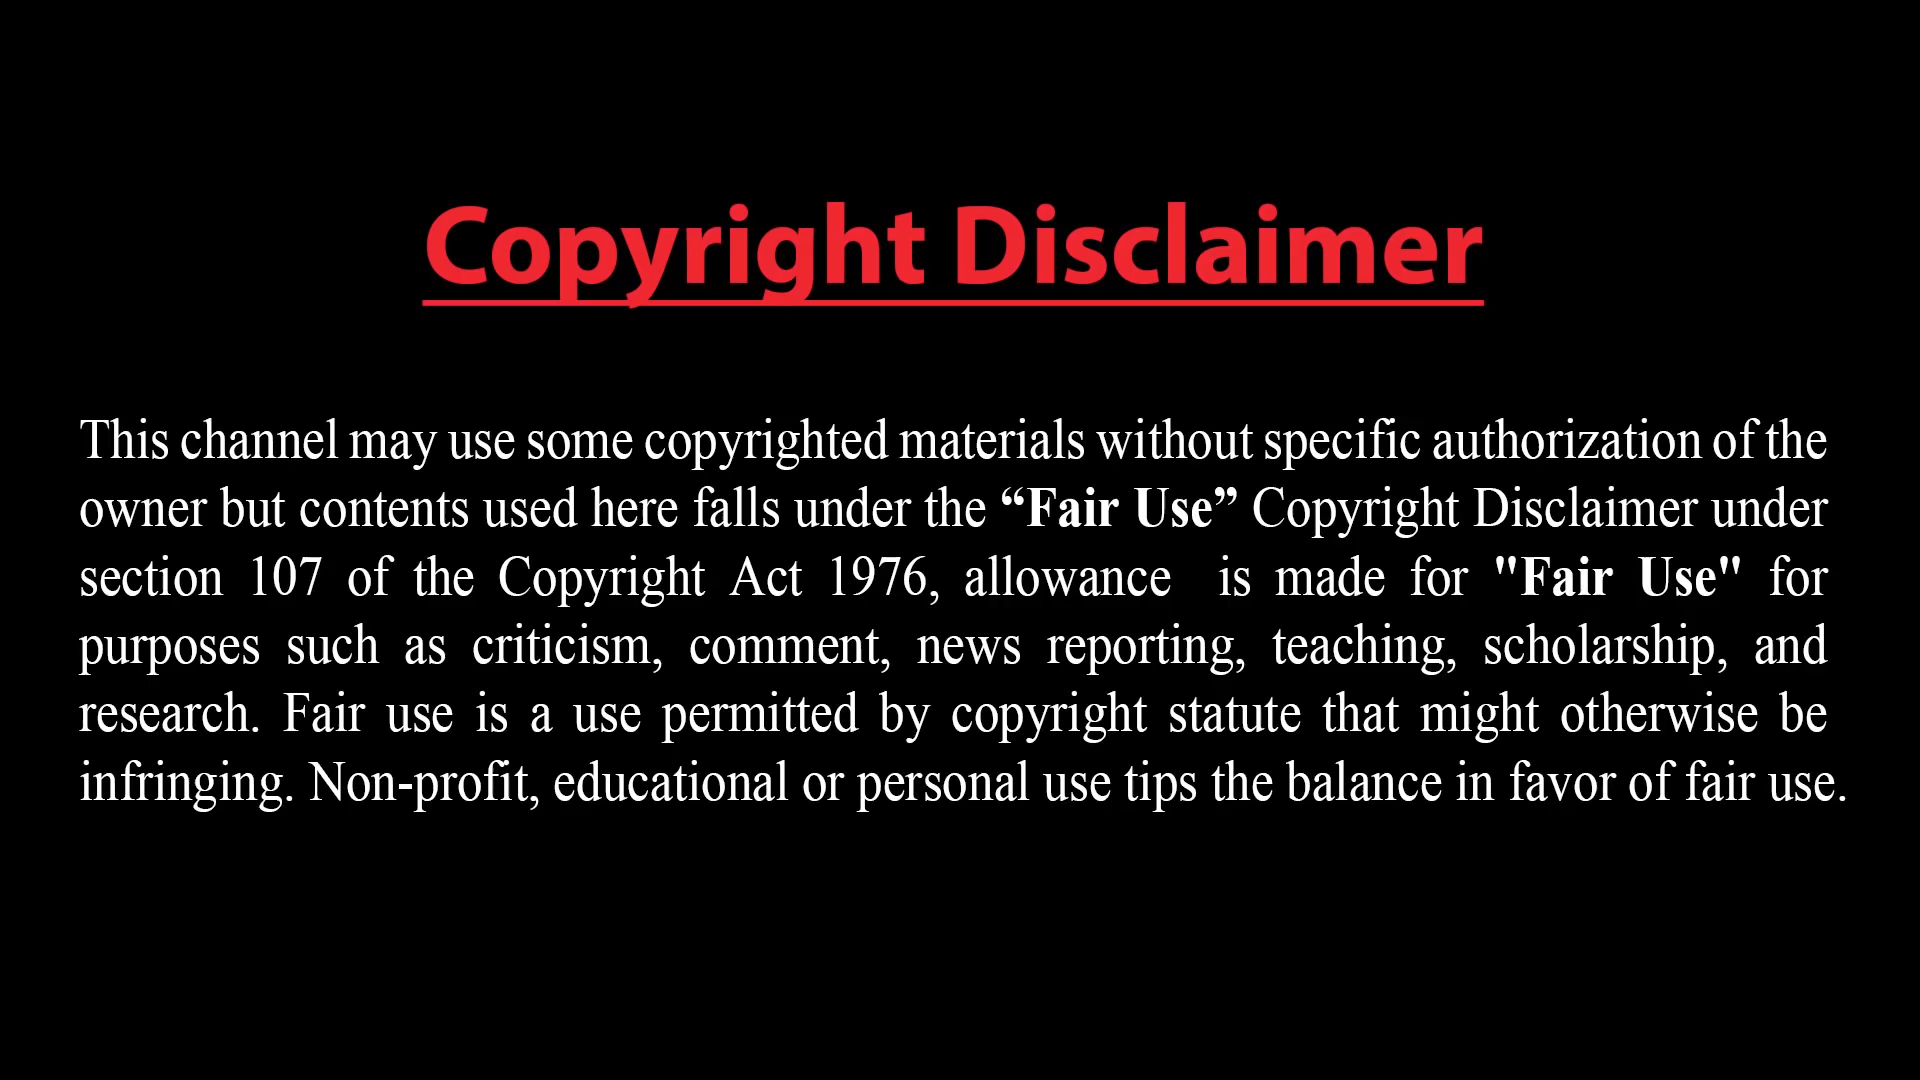 Copyright Disclaimer
This channel may use some copyrighted materials without specific authorization of the
owner but contents used here falls under the “Fair Use” Copyright Disclaimer under
section 107 of the Copyright Act 1976, allowance  is made for "Fair Use" for
purposes such as criticism, comment, news reporting, teaching, scholarship, and
research. Fair use is a use permitted by copyright statute that might otherwise be
infringing. Non-profit, educational or personal use tips the balance in favor of fair use.